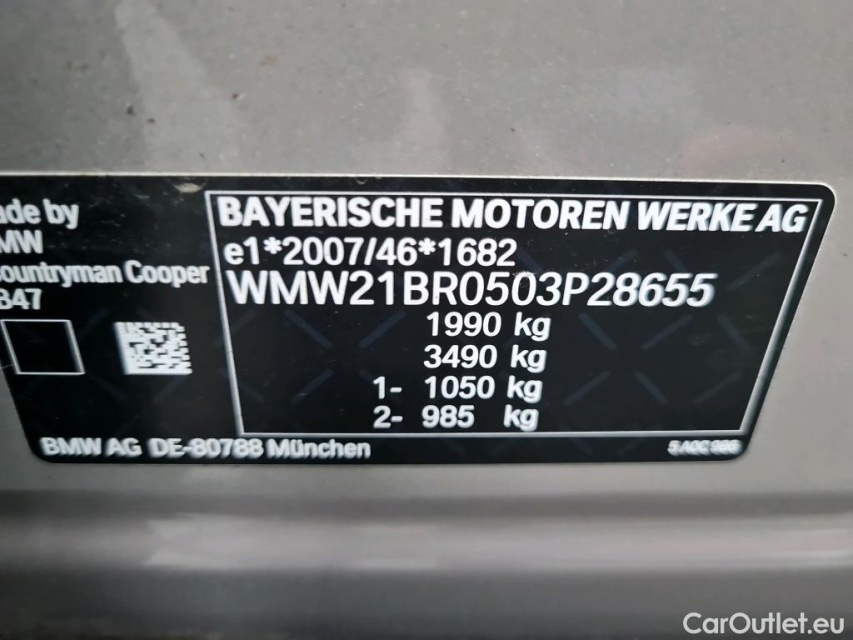 ade by
MW
ountryman Cooper
B47
BAYERISCHE MOTOREN WERKE AG
e1*2007/46*1682
WMW21BR0503P28655
1990 kg
3490 kg
1- 1050 kg
2- 985 kg
BMW AG DE-80788 München
CarOutlet.eu